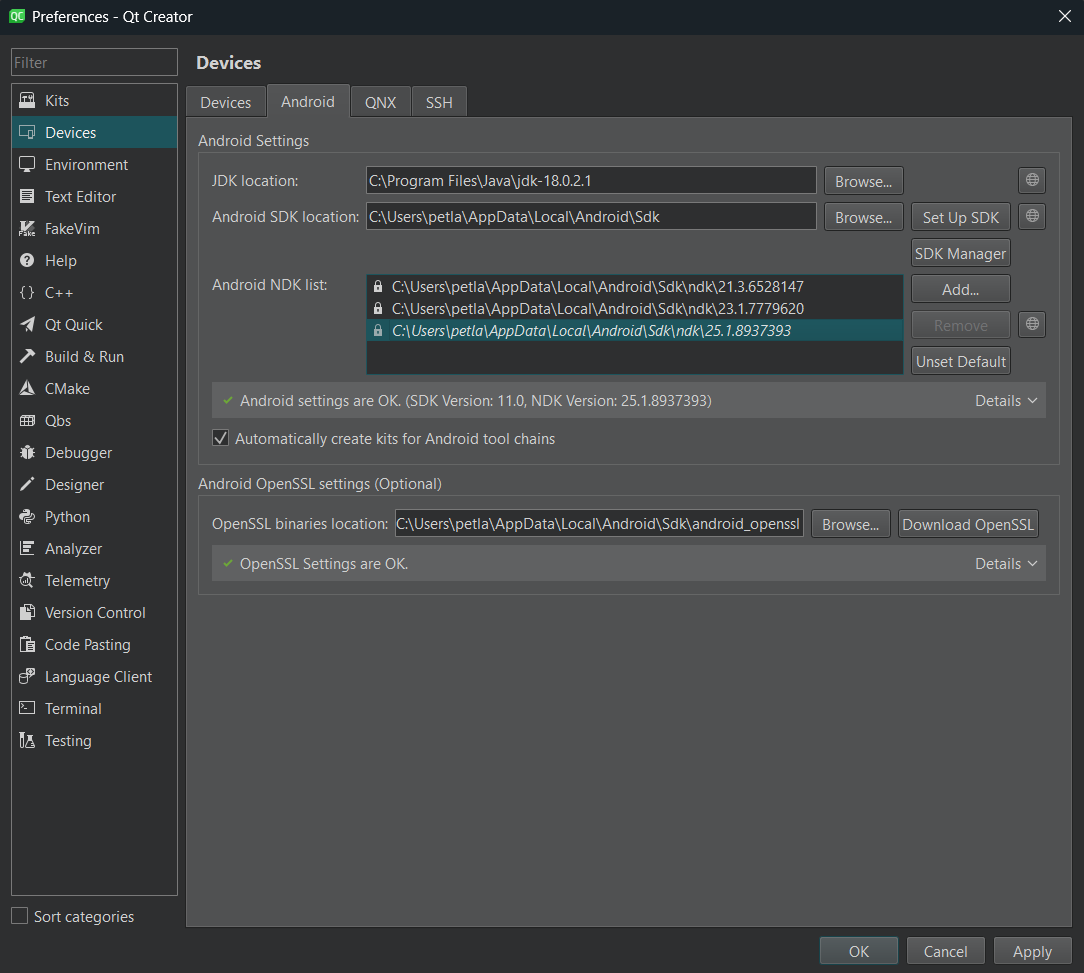 QC Preferences - Qt Creator
Filter
Kits
Devices
Environment
Text Editor
FakeVim
Help
C++
Qt Quick
Build & Run
CMake
Qbs
Debugger
Designer
Python
Analyzer
Telemetry
Version Control
Code Pasting
Language Client
Terminal
Testing
Sort categories
Devices
Devices Android QNX SSH
Android Settings
JDK location: C:\Program Files\Java\jdk-18.0.2.1 Browse...
Android SDK location: C:\Users\petla\AppData\Local\Android\Sdk Browse... Set Up SDK
SDK Manager
Android NDK list: C:\Users\petla\AppData\Local\Android\Sdk\ndk\21.3.6528147 Add...
C:\Users\petla\AppData\Local\Android\Sdk\ndk\23.1.7779620
C:\Users\petla\AppData\Local\Android\Sdk\ndk\25.1.8937393 Remove
Unset Default
Android settings are OK. (SDK Version: 11.0, NDK Version: 25.1.8937393) Details
Automatically create kits for Android tool chains
Android OpenSSL settings (Optional)
OpenSSL binaries location: C:\Users\petla\AppData\Local\Android\Sdk\android_openssl Browse... Download OpenSSL
OpenSSL Settings are OK. Details
OK Cancel Apply